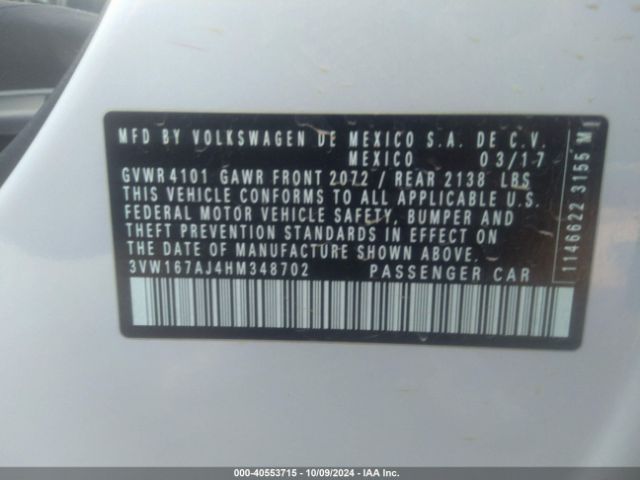 MFD BY VOLKSWAGEN DE MEXICO S.A. DE C.V.
MEXICO 03/17
GVWR 4101 GAWR FRONT 2072 / REAR 2138 LBS
THIS VEHICLE CONFORMS TO ALL APPLICABLE U.S.
FEDERAL MOTOR VEHICLE SAFETY, BUMPER AND
THEFT PREVENTION STANDARDS IN EFFECT ON
THE DATE OF MANUFACTURE SHOWN ABOVE.
3VW167AJ4HM348702 PASSENGER CAR
1146622 3155 M
000-40553715 - 10/09/2024 - IAA Inc.